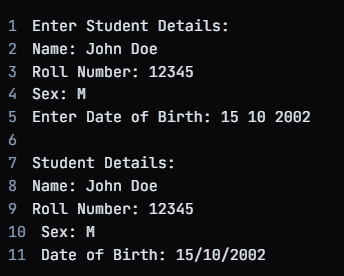 1 Enter Student Details:
2 Name: John Doe
3 Roll Number: 12345
4 Sex: M
5 Enter Date of Birth: 15 10 2002
6
7 Student Details:
8 Name: John Doe
9 Roll Number: 12345
10 Sex: M
11 Date of Birth: 15/10/2002